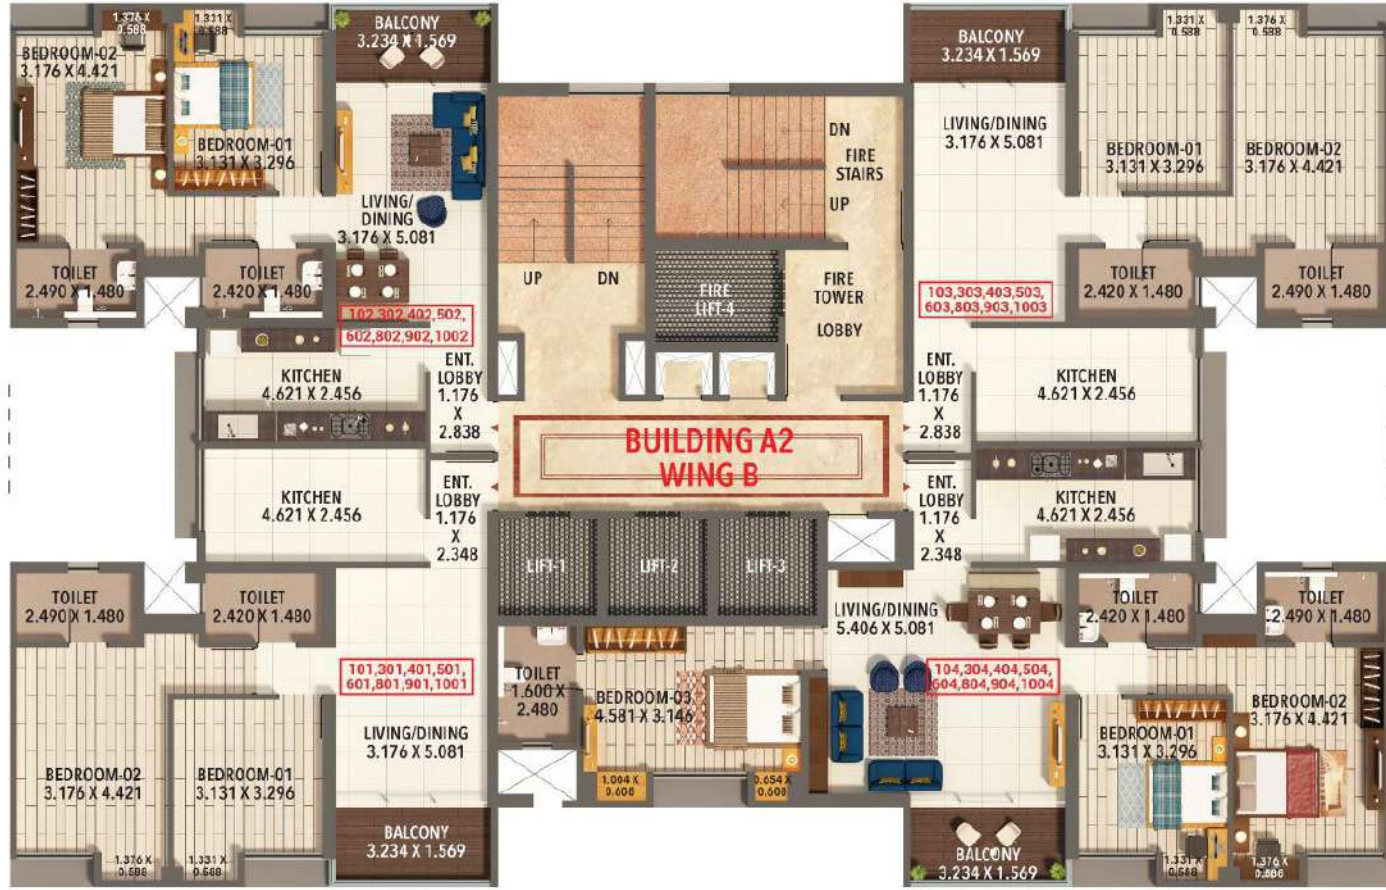 1.376 X
0.588
1.331 X
0.588
BALCONY
3.234 X 1.569
BEDROOM-02
3.176 X 4.421
BEDROOM-01
3.131 X 3.296
LIVING/
DINING
3.176 X 5.081
TOILET
2.490 X 1.480
TOILET
2.420 X 1.480
102,302,402,502,
602,802,902,1002
KITCHEN
4.621 X 2.456
ENT.
LOBBY
1.176
X
2.838
UP
DN
DN
FIRE
STAIRS
UP
FIRE
LIFT-4
FIRE
TOWER
LOBBY
BALCONY
3.234 X 1.569
1.331 X
0.588
1.376 X
0.588
LIVING/DINING
3.176 X 5.081
BEDROOM-01
3.131 X 3.296
BEDROOM-02
3.176 X 4.421
TOILET
2.420 X 1.480
TOILET
2.490 X 1.480
103,303,403,503,
603,803,903,1003
ENT.
LOBBY
1.176
X
2.838
KITCHEN
4.621 X 2.456
BUILDING A2
WING B
KITCHEN
4.621 X 2.456
ENT.
LOBBY
1.176
X
2.348
TOILET
2.490 X 1.480
TOILET
2.420 X 1.480
101,301,401,501,
601,801,901,1001
LIVING/DINING
3.176 X 5.081
BEDROOM-02
3.176 X 4.421
BEDROOM-01
3.131 X 3.296
1.376 X
0.588
1.331 X
0.588
BALCONY
3.234 X 1.569
LIFT-1
LIFT-2
LIFT-3
TOILET
1.600 X
2.480
BEDROOM-03
4.581 X 3.146
1.004 X
0.608
0.654 X
0.608
ENT.
LOBBY
1.176
X
2.348
KITCHEN
4.621 X 2.456
LIVING/DINING
5.406 X 5.081
TOILET
2.420 X 1.480
TOILET
2.490 X 1.480
104,304,404,504,
604,804,904,1004
BEDROOM-01
3.131 X 3.296
BEDROOM-02
3.176 X 4.421
BALCONY
3.234 X 1.569
1.331 X
0.588
1.376 X
0.588